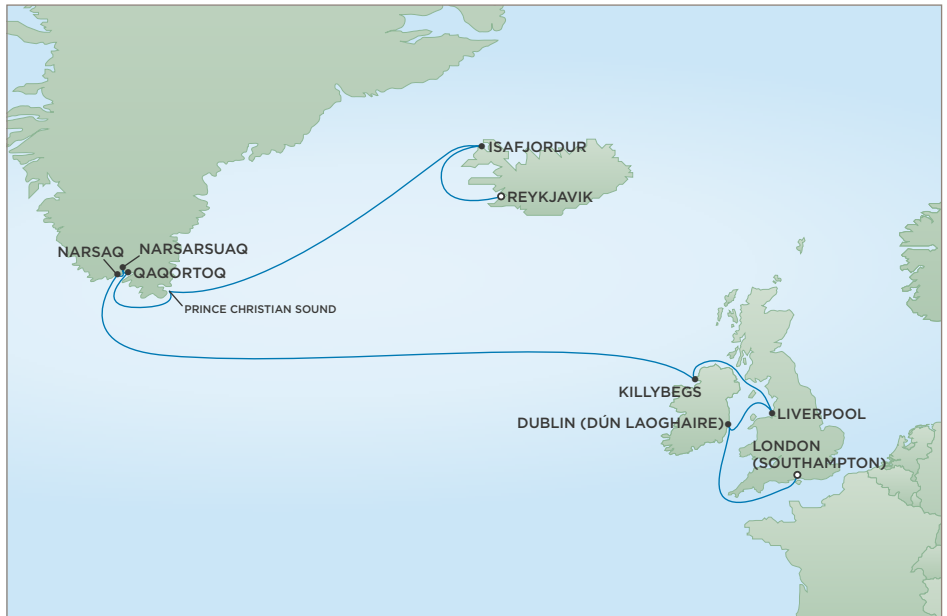 ISAFJORDUR
REYKJAVIK
NARSAQ
NARSARSUAQ
QAQORTOQ
PRINCE CHRISTIAN SOUND
KILLYBEGS
LIVERPOOL
DUBLIN (DÚN LAOGHAIRE)
LONDON
(SOUTHAMPTON)